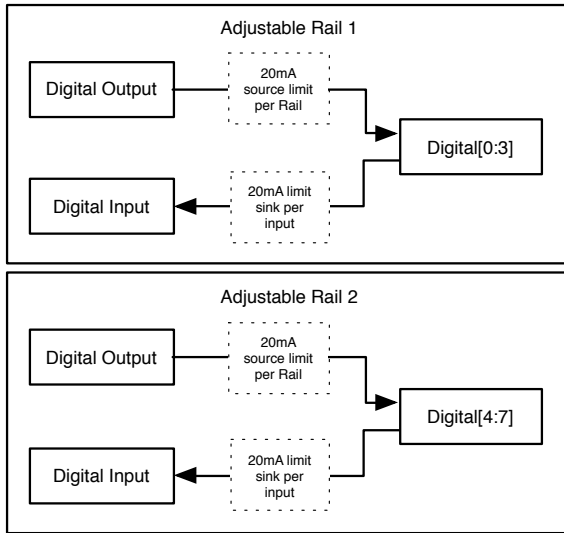 Adjustable Rail 1
Digital Output
20mA
source limit
per Rail
Digital[0:3]
Digital Input
20mA limit
sink per
input
Adjustable Rail 2
Digital Output
20mA
source limit
per Rail
Digital[4:7]
Digital Input
20mA limit
sink per
input